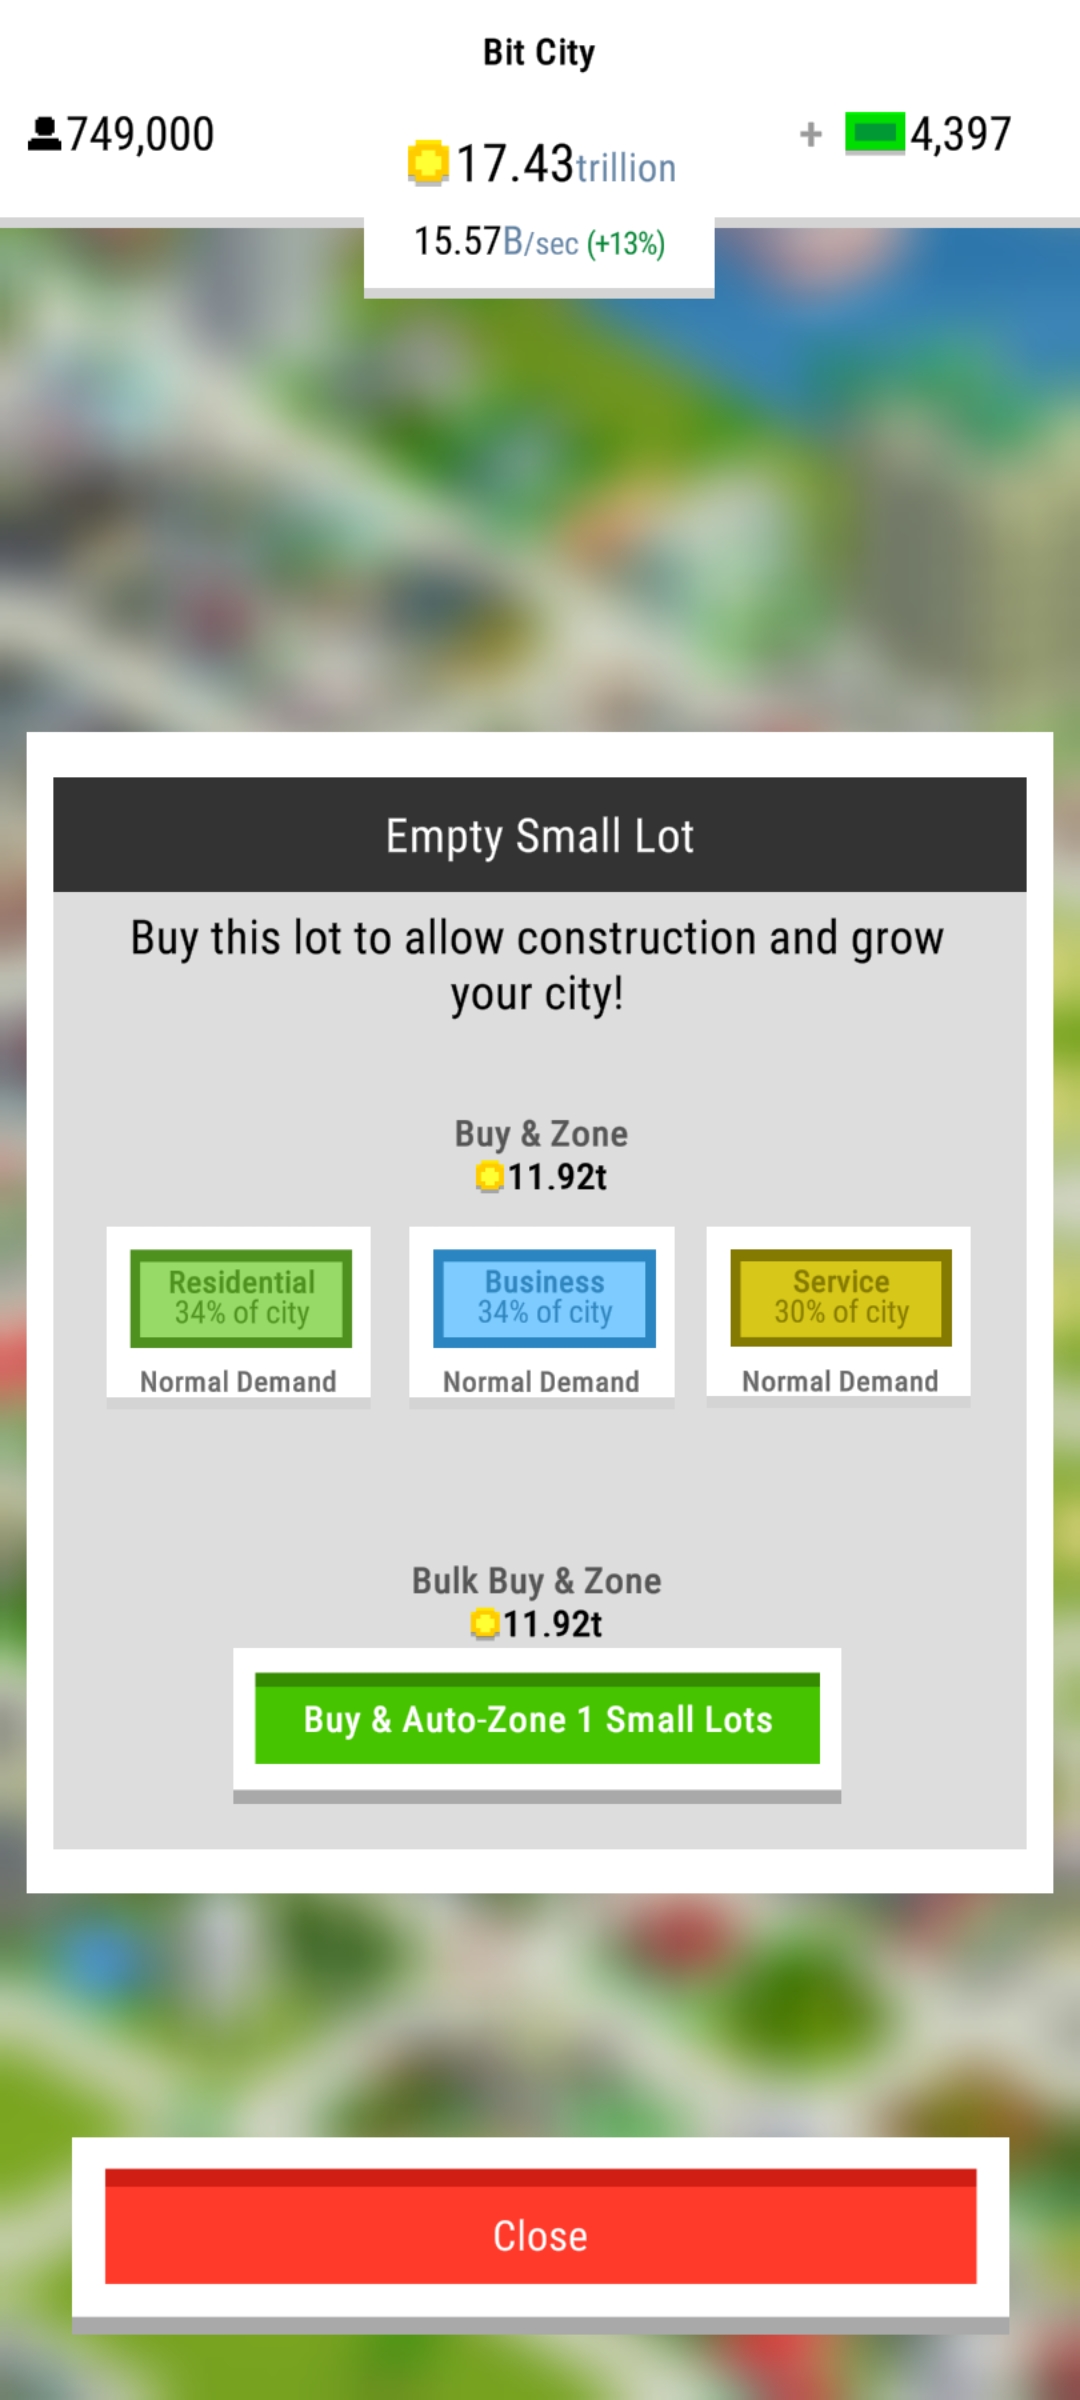 Bit City
749,000
+ 4,397
17.43trillion
15.57B/sec (+13%)
Empty Small Lot
Buy this lot to allow construction and grow
your city!
Buy & Zone
11.92t
Residential
34% of city
Normal Demand
Business
34% of city
Normal Demand
Service
30% of city
Normal Demand
Bulk Buy & Zone
11.92t
Buy & Auto-Zone 1 Small Lots
Close